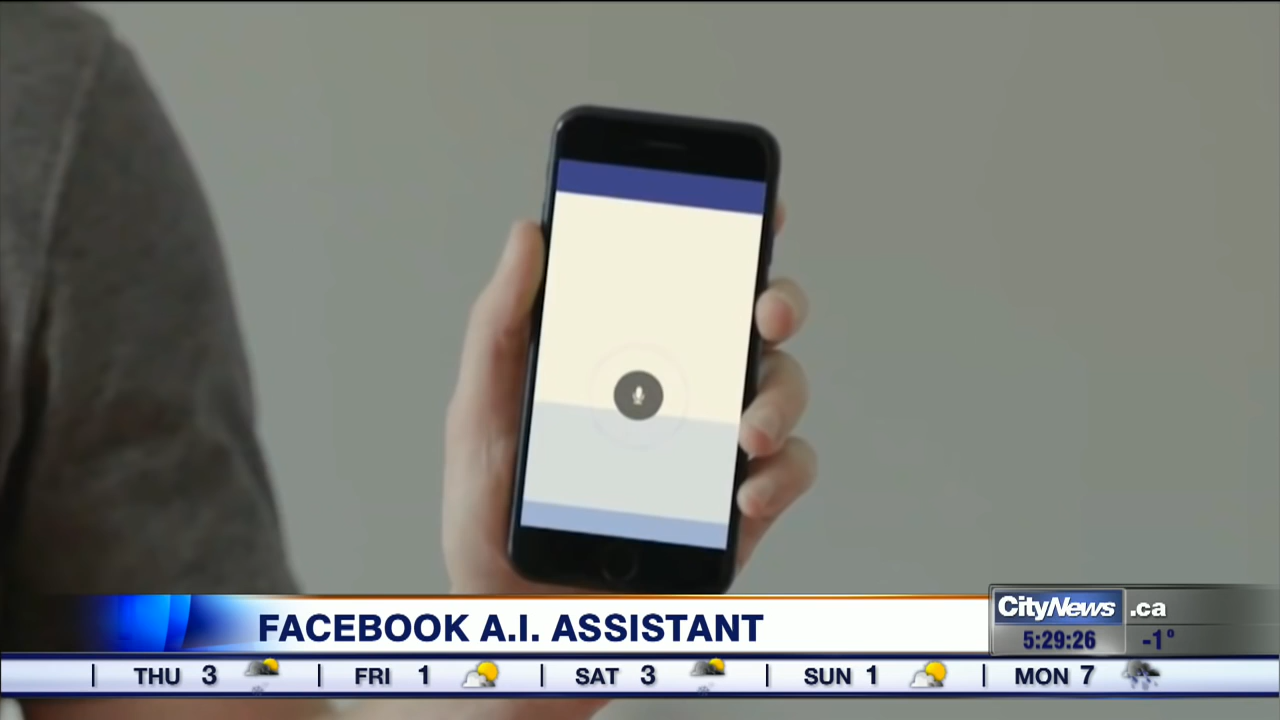 FACEBOOK A.I. ASSISTANT
CityNews .ca
5:29:26 -1°
THU 3 FRI 1 SAT 3 SUN 1 MON 7